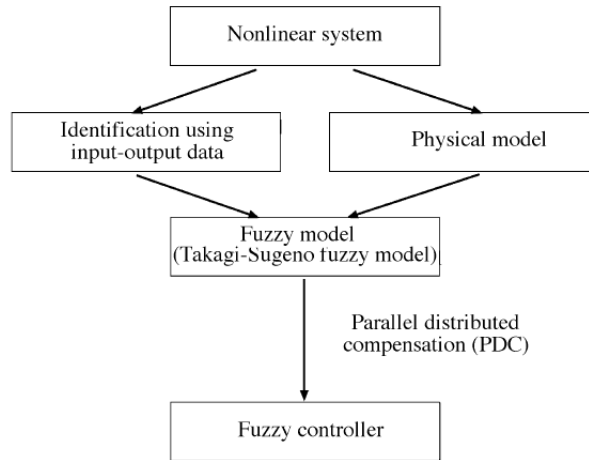 Nonlinear system
Identification using
input-output data
Physical model
Fuzzy model
(Takagi-Sugeno fuzzy model)
Parallel distributed
compensation (PDC)
Fuzzy controller